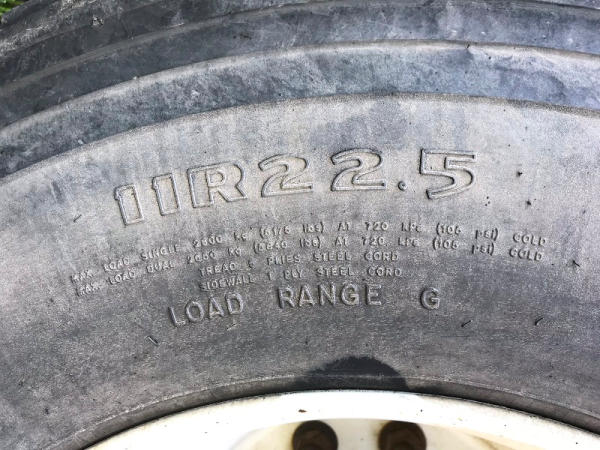 11R22.5
MAX. LOAD SINGLE 2800 kg (6175 lbs) AT 720 kPa (105 psi) COLD
MAX. LOAD DUAL 2650 kg (5840 lbs) AT 720 kPa (105 psi) COLD
TREAD PLIES STEEL CORD
SIDEWALL 1 PLY STEEL CORD
LOAD RANGE G